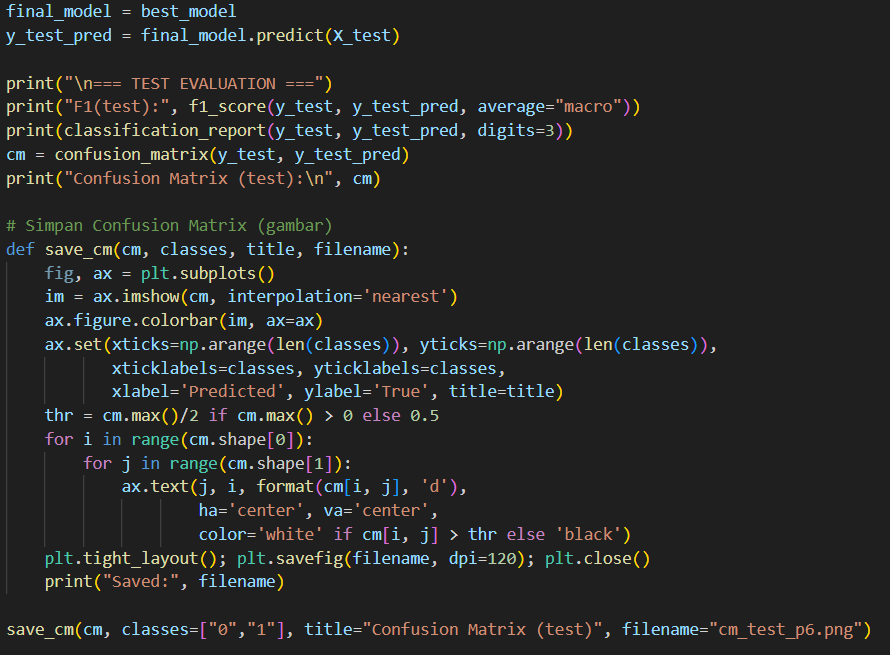 final_model = best_model
y_test_pred = final_model.predict(X_test)
print("\n=== TEST EVALUATION ===")
print("F1(test):", f1_score(y_test, y_test_pred, average="macro"))
print(classification_report(y_test, y_test_pred, digits=3))
cm = confusion_matrix(y_test, y_test_pred)
print("Confusion Matrix (test):\n", cm)
# Simpan Confusion Matrix (gambar)
def save_cm(cm, classes, title, filename):
    fig, ax = plt.subplots()
    im = ax.imshow(cm, interpolation='nearest')
    ax.figure.colorbar(im, ax=ax)
    ax.set(xticks=np.arange(len(classes)), yticks=np.arange(len(classes)),
           xticklabels=classes, yticklabels=classes,
           xlabel='Predicted', ylabel='True', title=title)
    thr = cm.max()/2 if cm.max() > 0 else 0.5
    for i in range(cm.shape[0]):
        for j in range(cm.shape[1]):
            ax.text(j, i, format(cm[i, j], 'd'),
                    ha='center', va='center',
                    color='white' if cm[i, j] > thr else 'black')
    plt.tight_layout(); plt.savefig(filename, dpi=120); plt.close()
    print("Saved:", filename)
save_cm(cm, classes=["0","1"], title="Confusion Matrix (test)", filename="cm_test_p6.png")